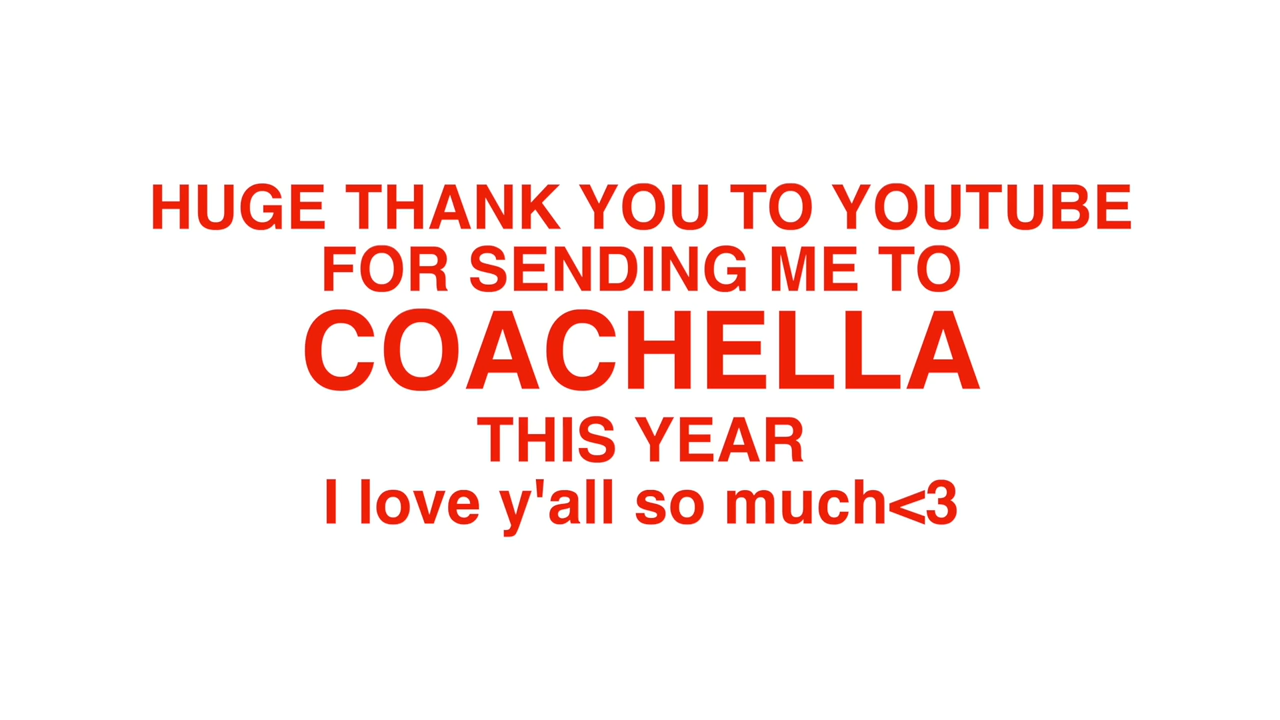 HUGE THANK YOU TO YOUTUBE
FOR SENDING ME TO
COACHELLA
THIS YEAR
I love y'all so much<3